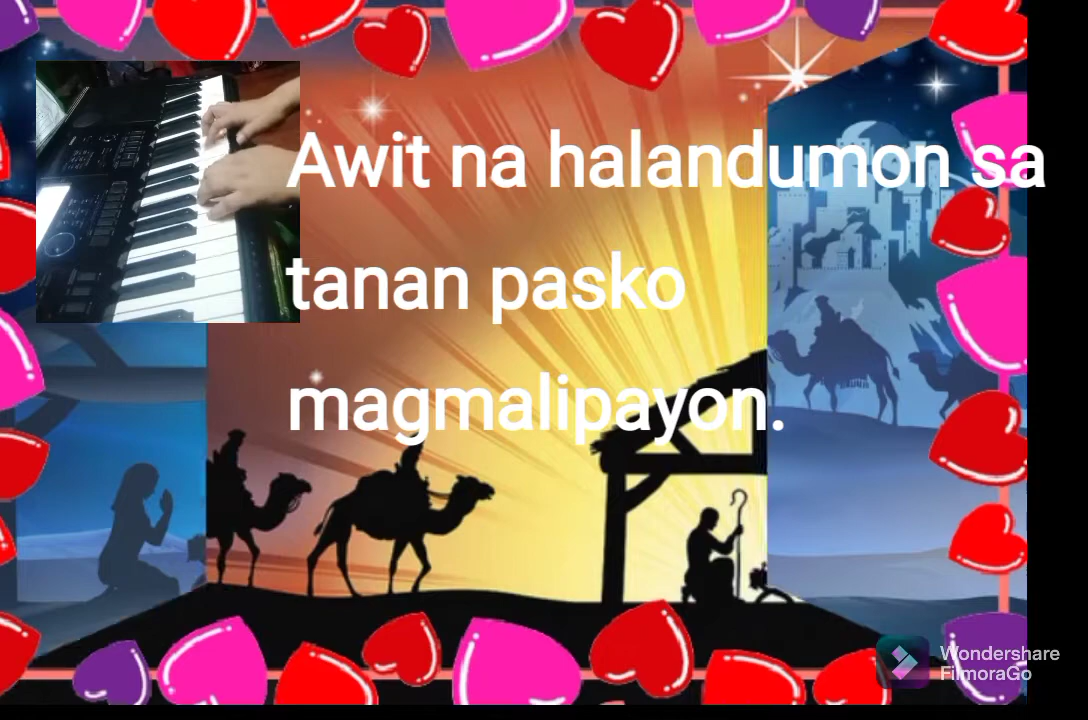 Awit na halandumon sa
tanan pasko
magmalipayon.
Wondershare
FilmoraGo